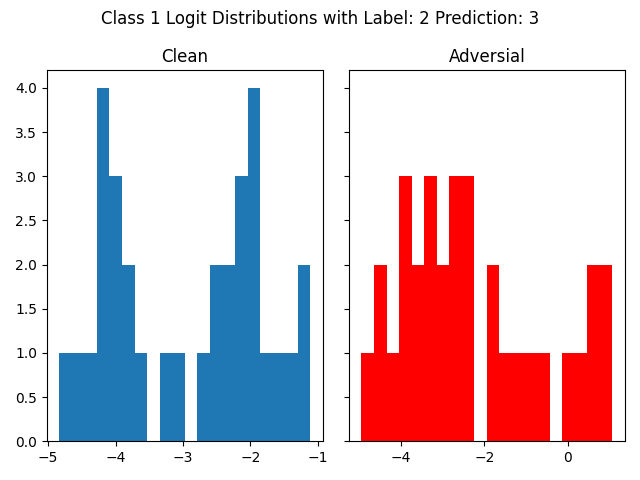 Class 1 Logit Distributions with Label: 2 Prediction: 3
Clean
Adversial
4.0
3.5
3.0
2.5
2.0
1.5
1.0
0.5
0.0
−5 −4 −3 −2 −1
−4 −2 0